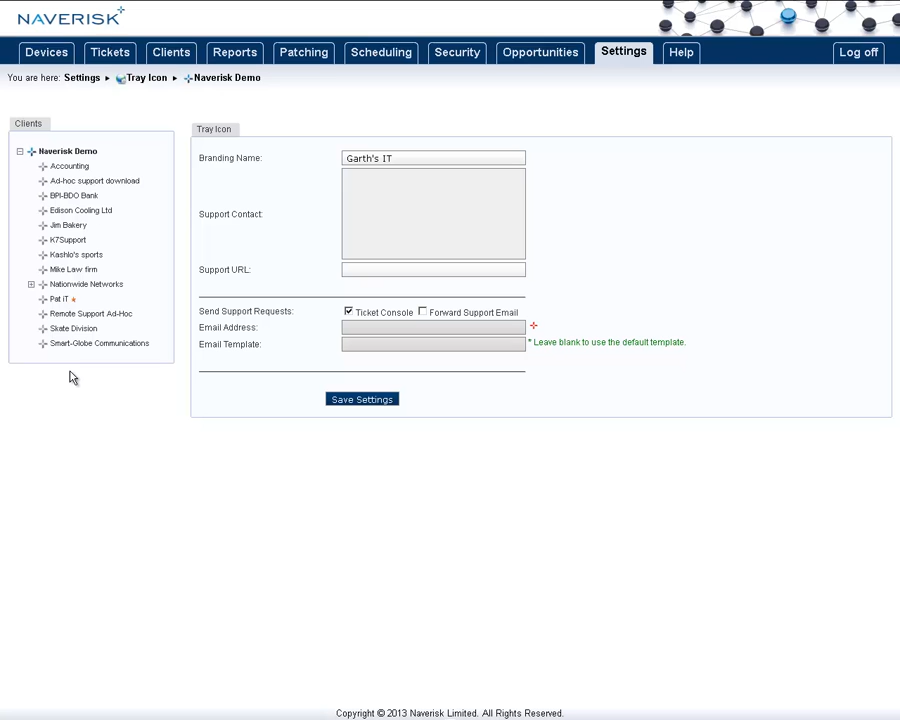 NAVERISK
Devices Tickets Clients Reports Patching Scheduling Security Opportunities Settings Help Log off
You are here: Settings ▸ Tray Icon ▸ Naverisk Demo
Clients
Naverisk Demo
Accounting
Ad-hoc support download
BPI-BDO Bank
Edison Cooling Ltd
Jim Bakery
K7Support
Kashlo's sports
Mike Law firm
Nationwide Networks
Pat iT
Remote Support Ad-Hoc
Skate Division
Smart-Globe Communications
Tray Icon
Branding Name: Garth's IT
Support Contact:
Support URL:
Send Support Requests: Ticket Console Forward Support Email
Email Address:
Email Template: * Leave blank to use the default template.
Save Settings
Copyright © 2013 Naverisk Limited. All Rights Reserved.